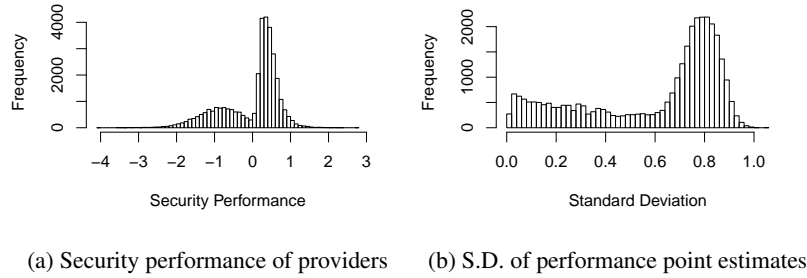 Frequency
0 2000 4000
−4 −3 −2 −1 0 1 2 3
Security Performance
(a) Security performance of providers
Frequency
0 1000 2000
0.0 0.2 0.4 0.6 0.8 1.0
Standard Deviation
(b) S.D. of performance point estimates